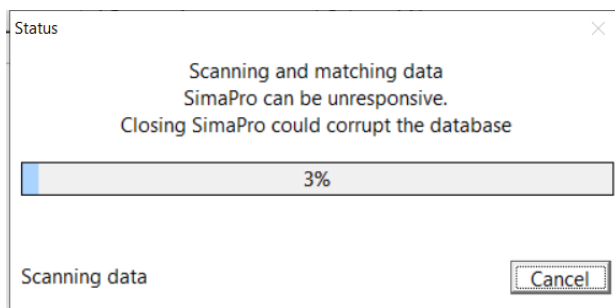 Status
Scanning and matching data
SimaPro can be unresponsive.
Closing SimaPro could corrupt the database
3%
Scanning data
Cancel